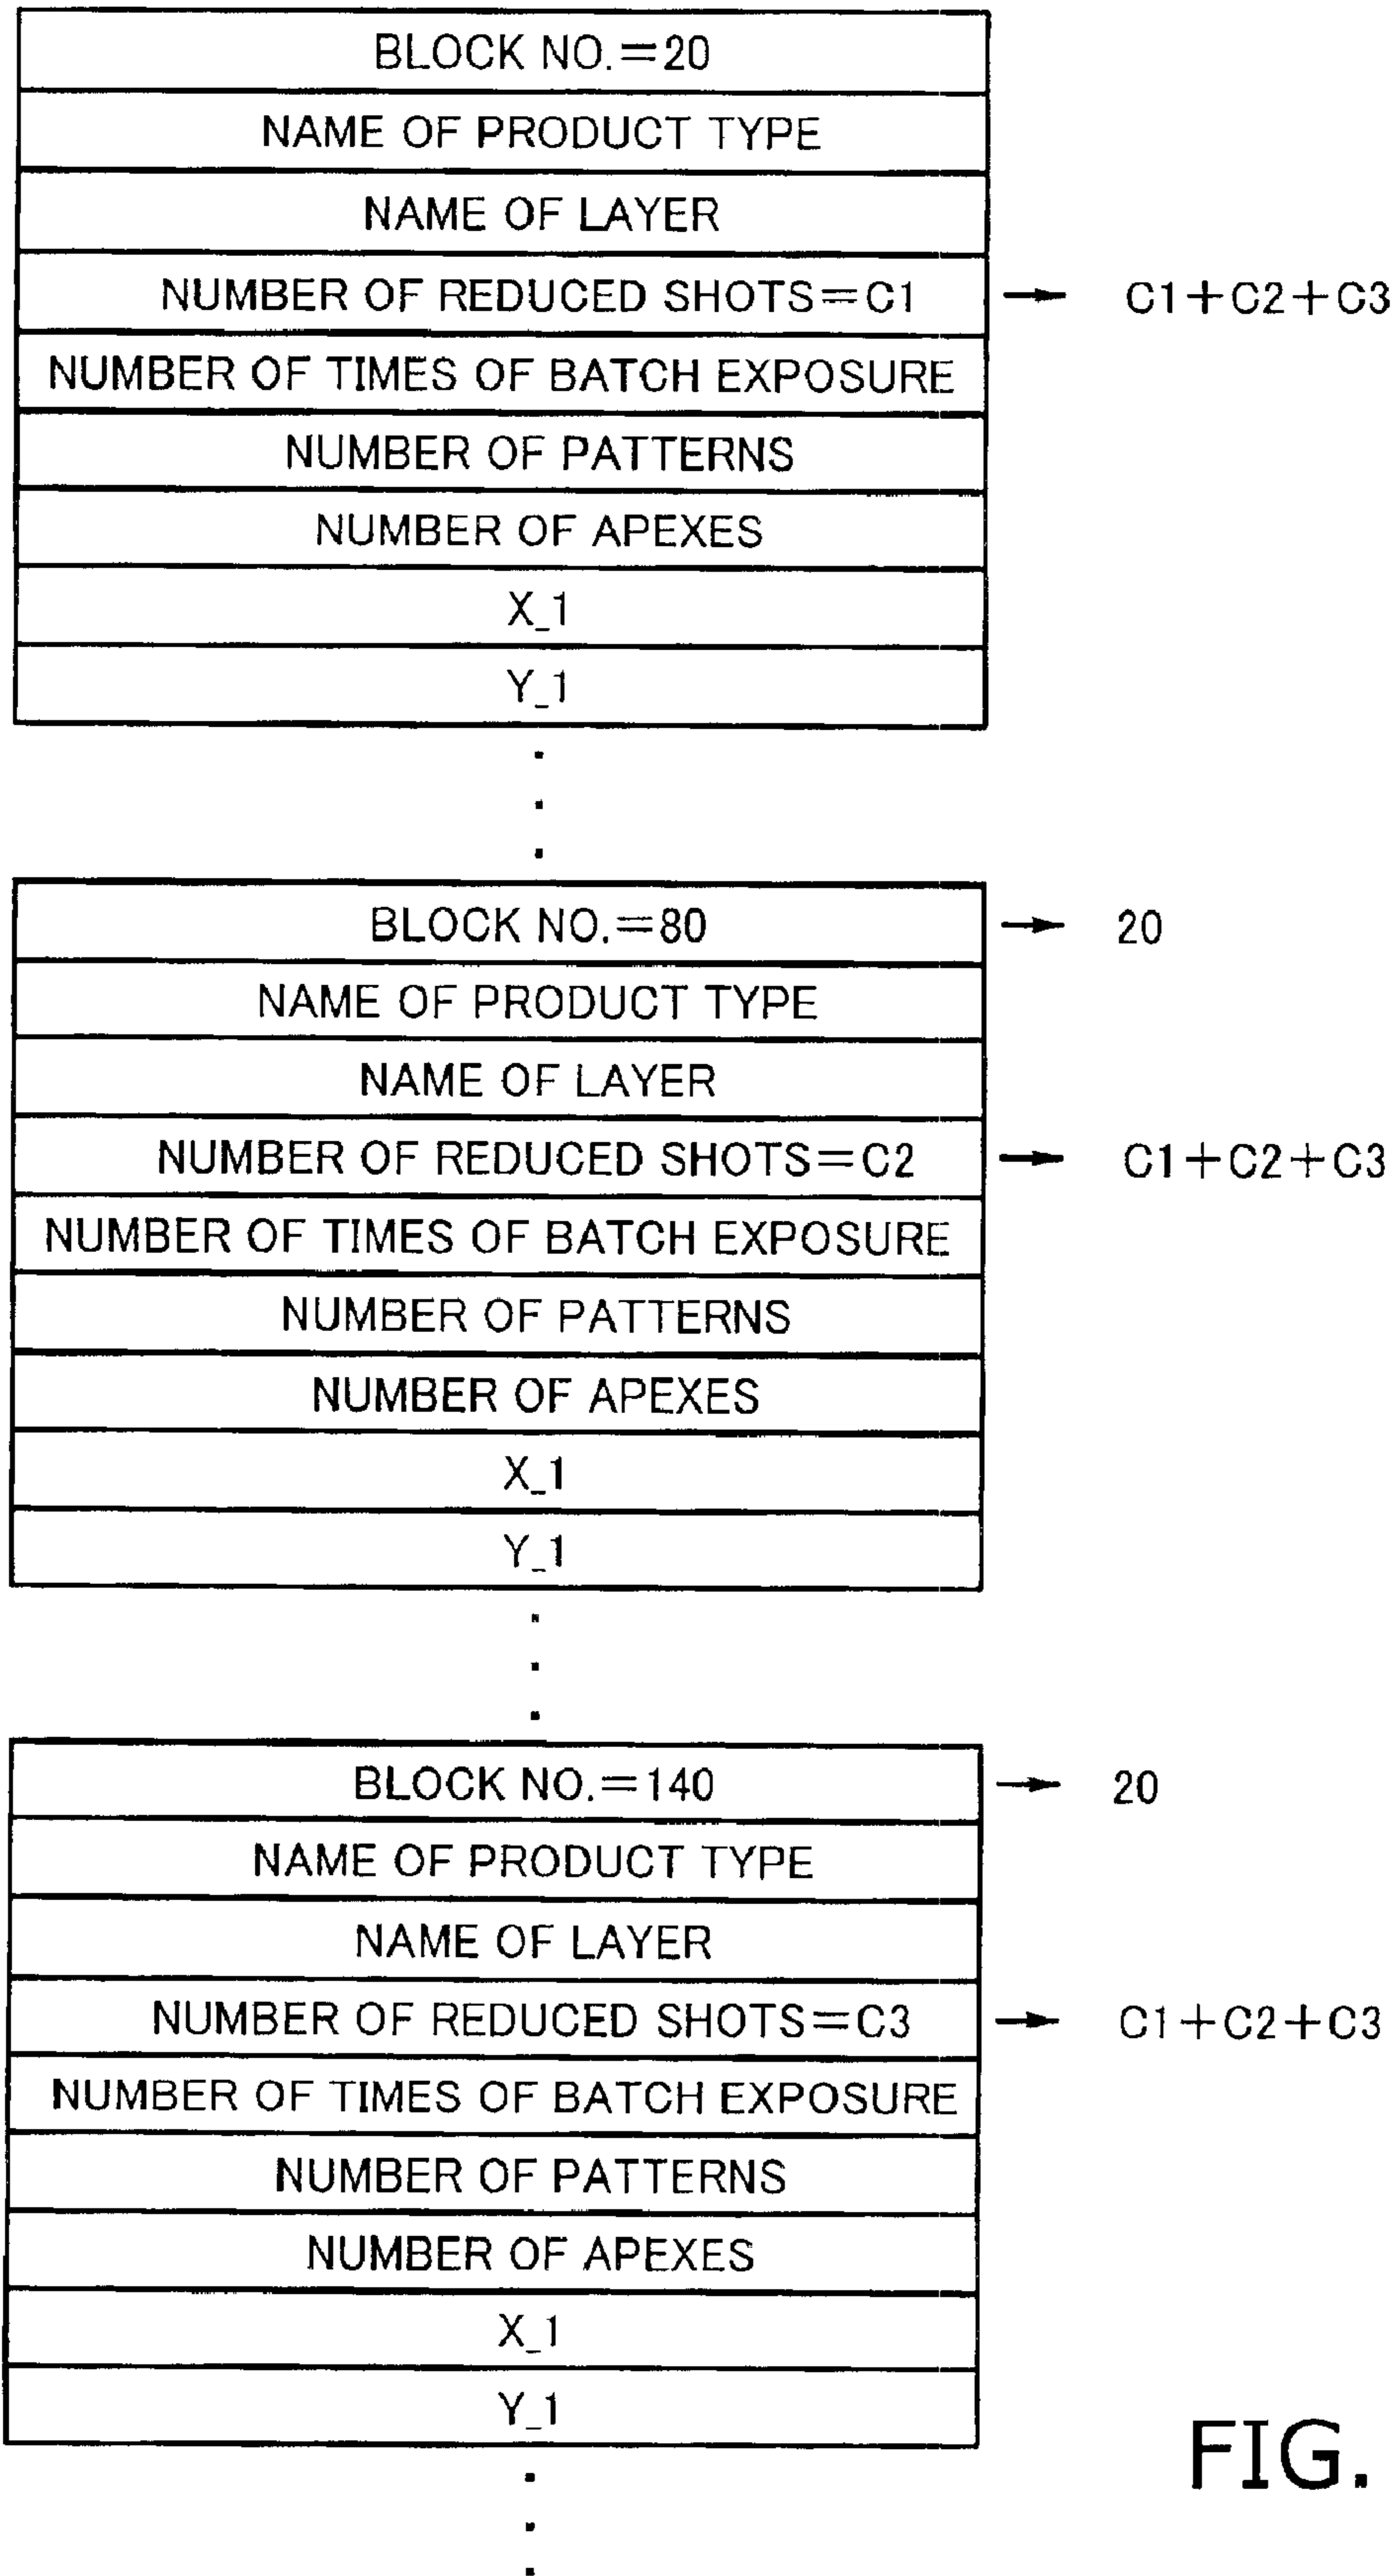 BLOCK NO.=20
NAME OF PRODUCT TYPE
NAME OF LAYER
NUMBER OF REDUCED SHOTS=C1 → C1+C2+C3
NUMBER OF TIMES OF BATCH EXPOSURE
NUMBER OF PATTERNS
NUMBER OF APEXES
X_1
Y_1
BLOCK NO.=80 → 20
NAME OF PRODUCT TYPE
NAME OF LAYER
NUMBER OF REDUCED SHOTS=C2 → C1+C2+C3
NUMBER OF TIMES OF BATCH EXPOSURE
NUMBER OF PATTERNS
NUMBER OF APEXES
X_1
Y_1
BLOCK NO.=140 → 20
NAME OF PRODUCT TYPE
NAME OF LAYER
NUMBER OF REDUCED SHOTS=C3 → C1+C2+C3
NUMBER OF TIMES OF BATCH EXPOSURE
NUMBER OF PATTERNS
NUMBER OF APEXES
X_1
Y_1
FIG.